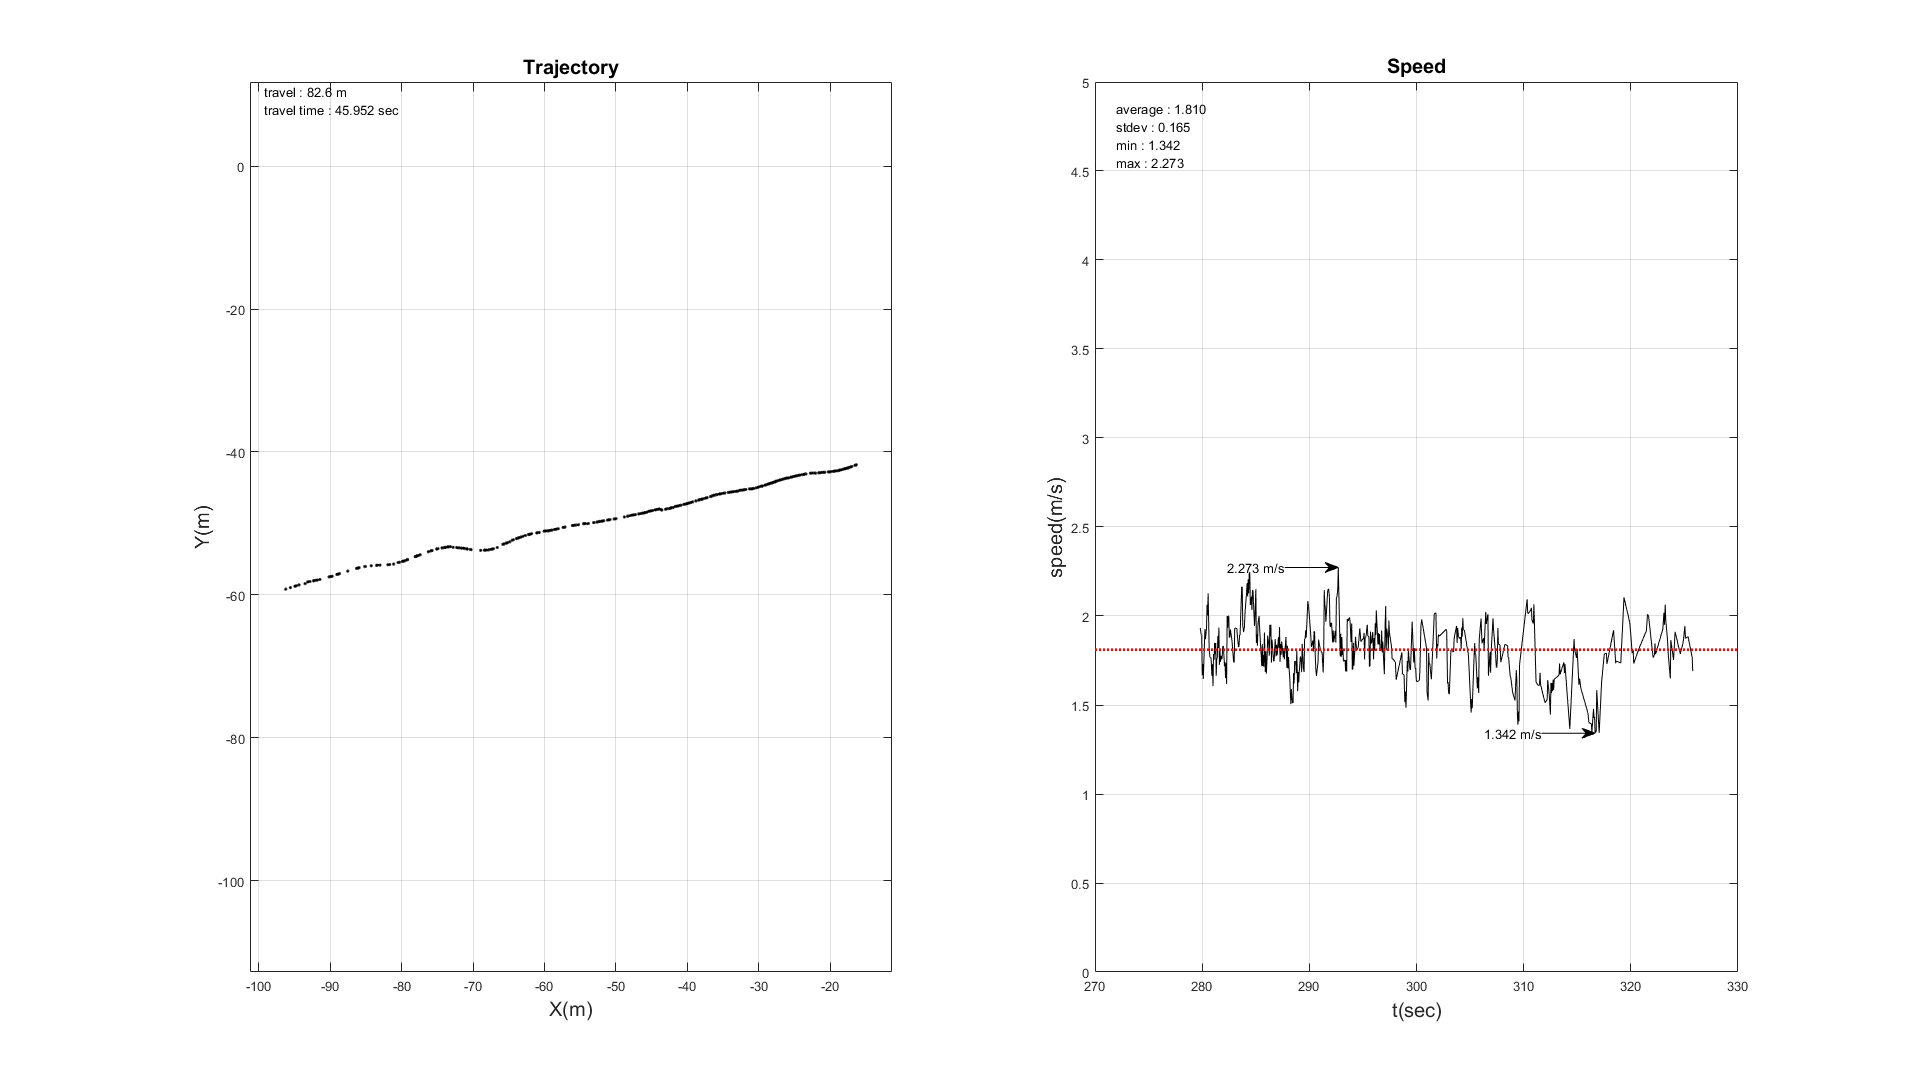 Trajectory
travel : 82.6 m
travel time : 45.952 sec
0
-20
-40
-60
-80
-100
Y(m)
-100 -90 -80 -70 -60 -50 -40 -30 -20
X(m)
Speed
average : 1.810
stdev : 0.165
min : 1.342
max : 2.273
5
4.5
4
3.5
3
2.5
2
1.5
1
0.5
0
speed(m/s)
2.273 m/s
1.342 m/s
270 280 290 300 310 320 330
t(sec)